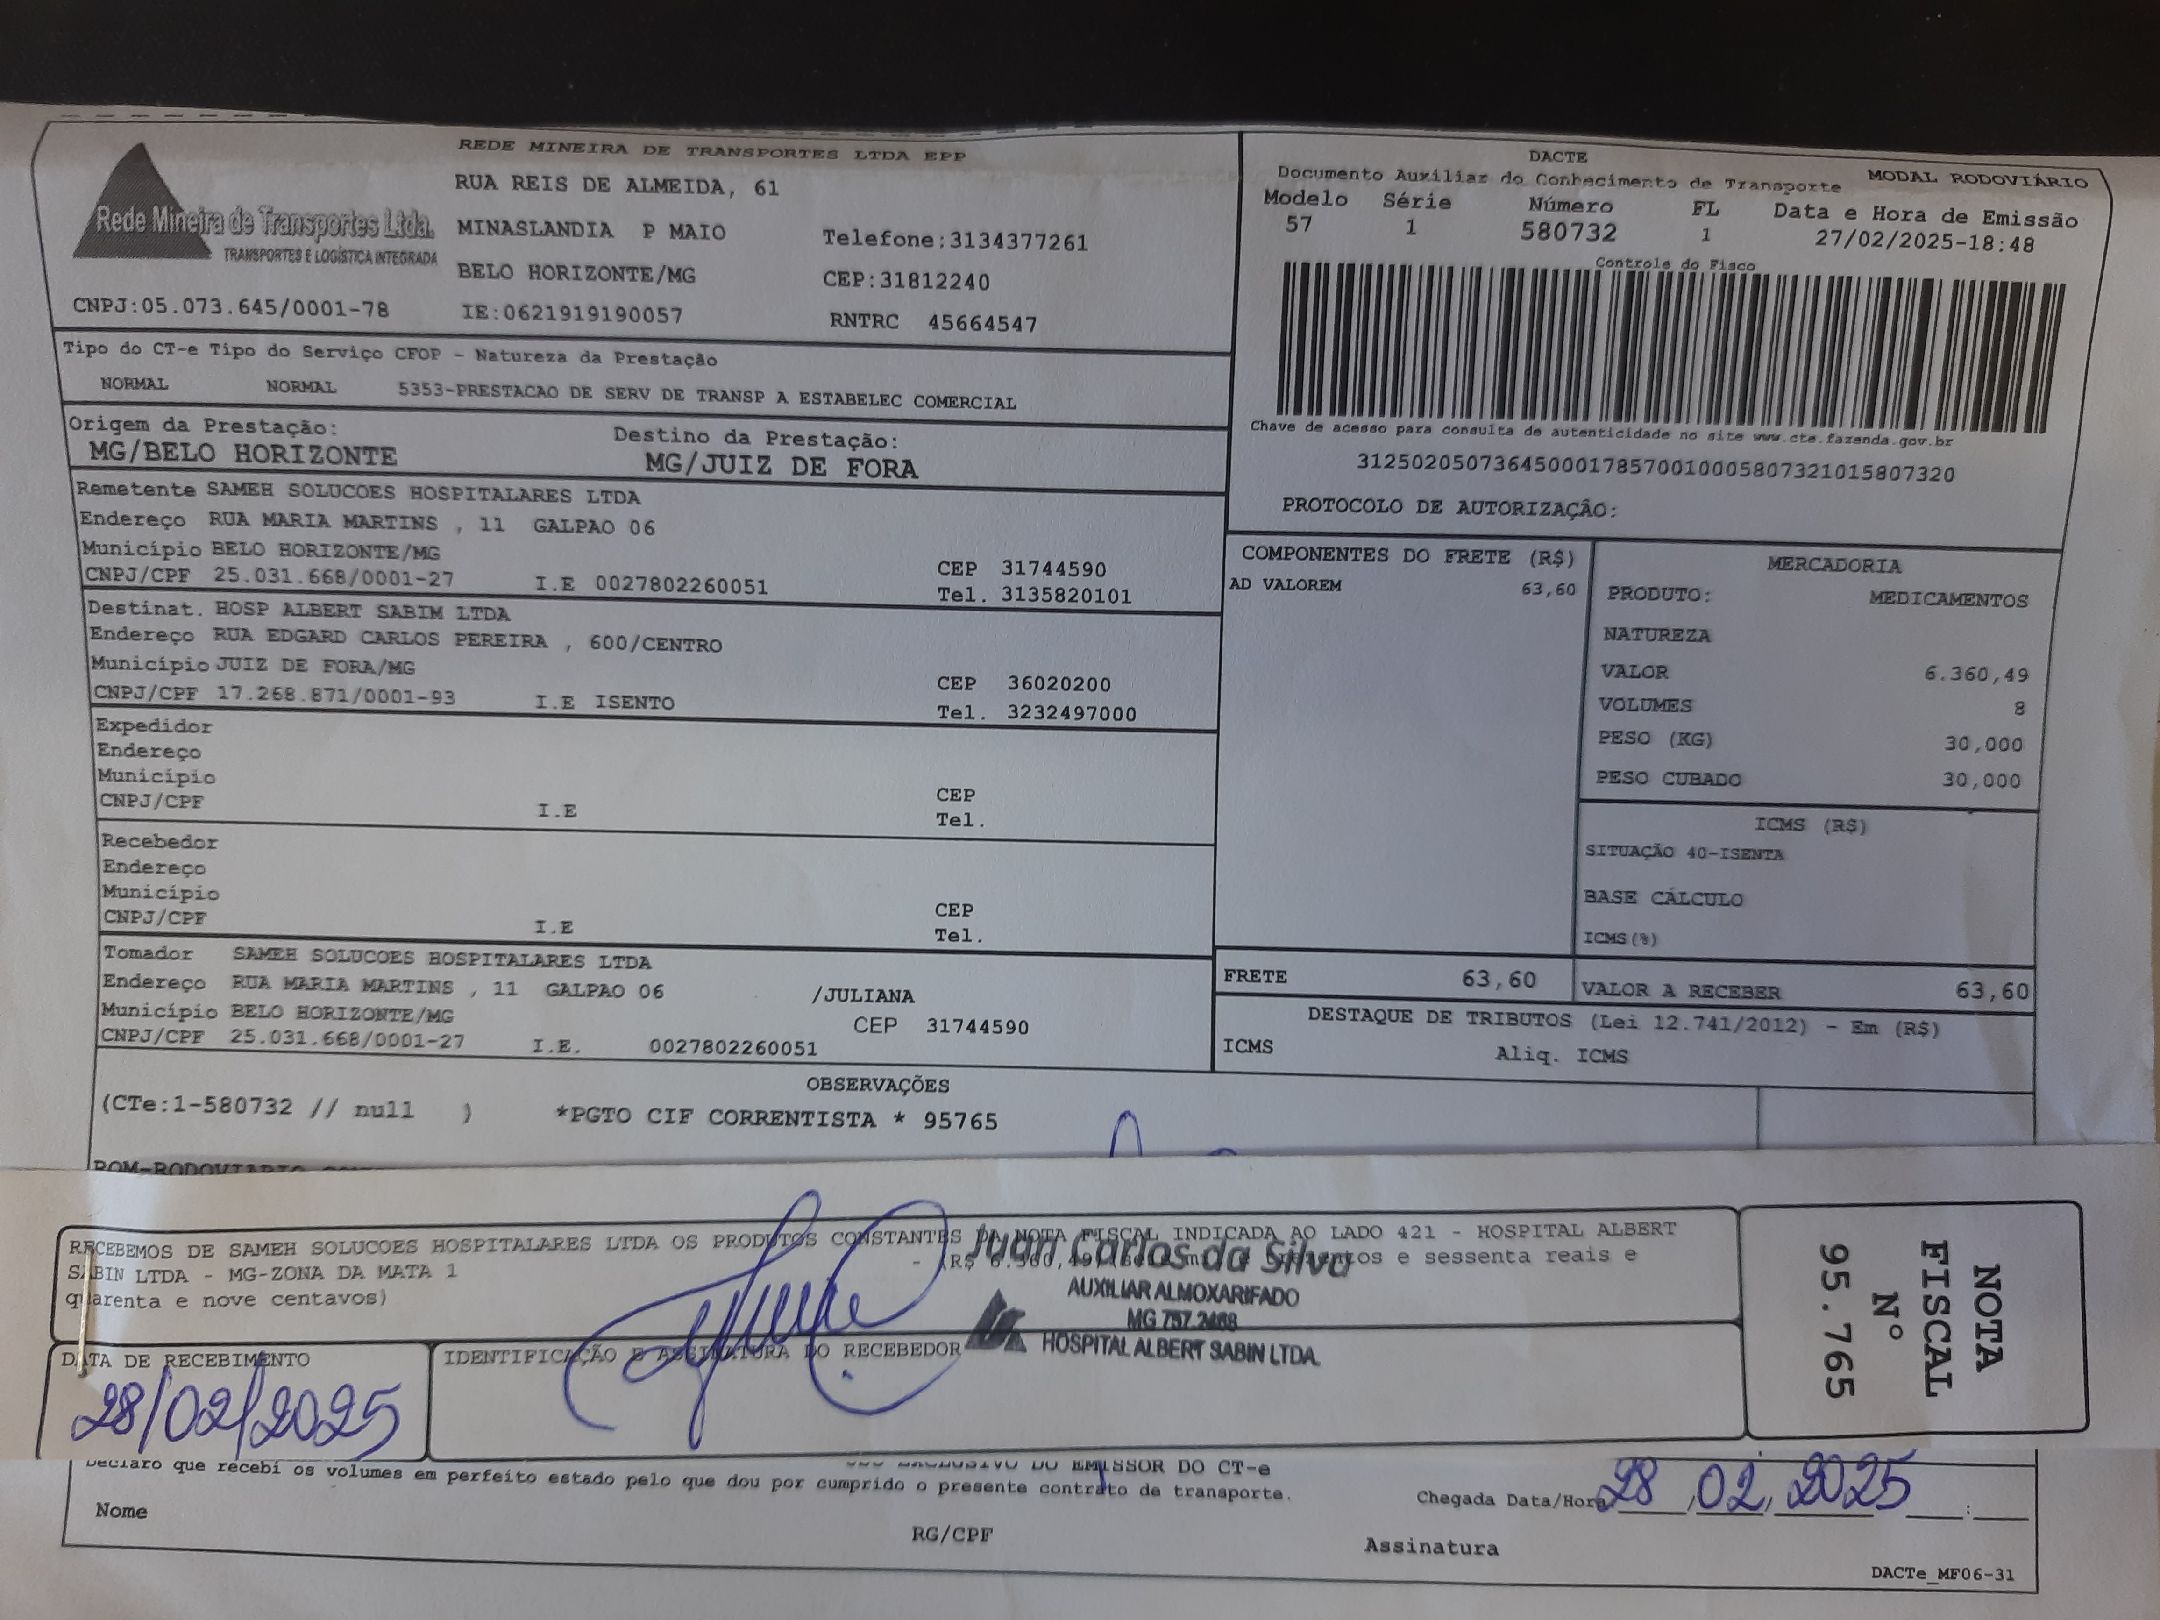 REDE MINEIRA DE TRANSPORTES LTDA EPP
RUA REIS DE ALMEIDA, 61
Rede Mineira de Transportes Ltda.
TRANSPORTES E LOGÍSTICA INTEGRADA
MINASLANDIA P MAIO
Telefone:3134377261
BELO HORIZONTE/MG
CEP:31812240
CNPJ:05.073.645/0001-78
IE:0621919190057
RNTRC 45664547
DACTE
Documento Auxiliar do Conhecimento de Transporte
MODAL RODOVIÁRIO
Modelo Série Número FL Data e Hora de Emissão
57 1 580732 1 27/02/2025-18:48
Controle do Fisco
Chave de acesso para consulta de autenticidade no site www.cte.fazenda.gov.br
31250205073645000178570010005807321015807320
PROTOCOLO DE AUTORIZAÇÂO:
Tipo do CT-e Tipo do Serviço CFOP - Natureza da Prestação
NORMAL NORMAL 5353-PRESTACAO DE SERV DE TRANSP A ESTABELEC COMERCIAL
Origem da Prestação: Destino da Prestação:
MG/BELO HORIZONTE MG/JUIZ DE FORA
Remetente SAMEH SOLUCOES HOSPITALARES LTDA
Endereço RUA MARIA MARTINS , 11 GALPAO 06
Município BELO HORIZONTE/MG CEP 31744590
CNPJ/CPF 25.031.668/0001-27 I.E 0027802260051 Tel. 3135820101
Destinat. HOSP ALBERT SABIM LTDA
Endereço RUA EDGARD CARLOS PEREIRA , 600/CENTRO
Município JUIZ DE FORA/MG CEP 36020200
CNPJ/CPF 17.268.871/0001-93 I.E ISENTO Tel. 3232497000
Expedidor
Endereço
Município CEP
CNPJ/CPF I.E Tel.
Recebedor
Endereço
Município CEP
CNPJ/CPF I.E Tel.
Tomador SAMEH SOLUCOES HOSPITALARES LTDA
Endereço RUA MARIA MARTINS , 11 GALPAO 06 /JULIANA
Município BELO HORIZONTE/MG CEP 31744590
CNPJ/CPF 25.031.668/0001-27 I.E. 0027802260051
COMPONENTES DO FRETE (R$)
AD VALOREM 63,60
MERCADORIA
PRODUTO: MEDICAMENTOS
NATUREZA
VALOR 6.360,49
VOLUMES 8
PESO (KG) 30,000
PESO CUBADO 30,000
ICMS (R$)
SITUAÇÃO 40-ISENTA
BASE CÁLCULO
ICMS(%)
FRETE 63,60 VALOR A RECEBER 63,60
DESTAQUE DE TRIBUTOS (Lei 12.741/2012) - Em (R$)
ICMS Aliq. ICMS
OBSERVAÇÕES
(CTe:1-580732 // null ) *PGTO CIF CORRENTISTA * 95765
RECEBEMOS DE SAMEH SOLUCOES HOSPITALARES LTDA OS PRODUTOS CONSTANTES DA NOTA FISCAL INDICADA AO LADO 421 - HOSPITAL ALBERT
SABIN LTDA - MG-ZONA DA MATA 1 - (R$ 6.360,49 e sessenta reais e
quarenta e nove centavos)
Juan Carlos da Silva
AUXILIAR ALMOXARIFADO
MG 757.2468
HOSPITAL ALBERT SABIN LTDA.
DATA DE RECEBIMENTO
28/02/2025
IDENTIFICAÇÃO E ASSINATURA DO RECEBEDOR
NOTA
FISCAL
Nº
95.765
USO EXCLUSIVO DO EMISSOR DO CT-e
Declaro que recebi os volumes em perfeito estado pelo que dou por cumprido o presente contrato de transporte.
Chegada Data/Hora 28/02/2025
Nome
RG/CPF
Assinatura
DACTe_MF06-31